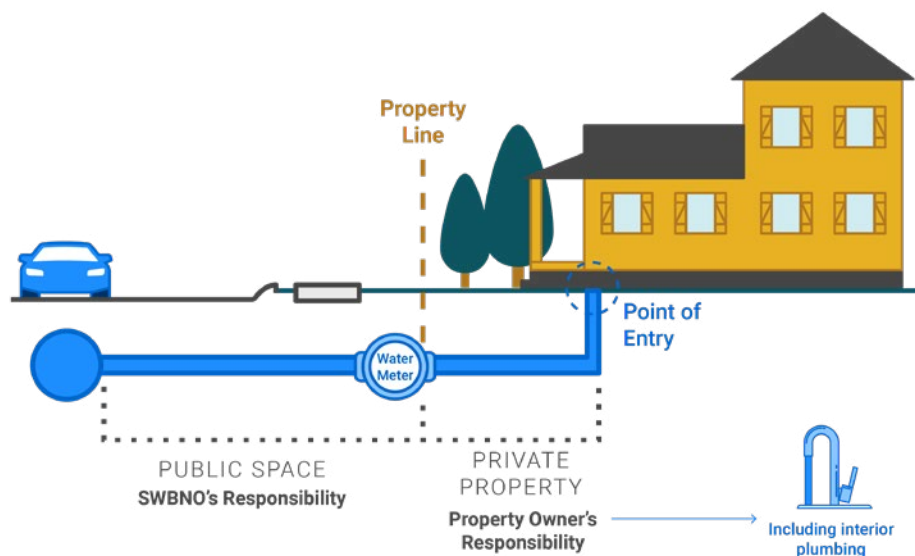 Property
Line
Point of
Entry
Water
Meter
PUBLIC SPACE
SWBNO's Responsibility
PRIVATE
PROPERTY
Property Owner's
Responsibility
Including interior
plumbing